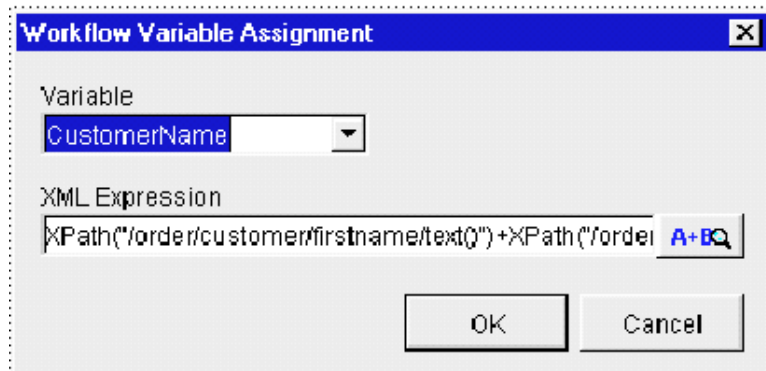 Workflow Variable Assignment
Variable
CustomerName
XML Expression
XPath("/order/customer/firstname/text()")+XPath("/order
A+B
OK
Cancel